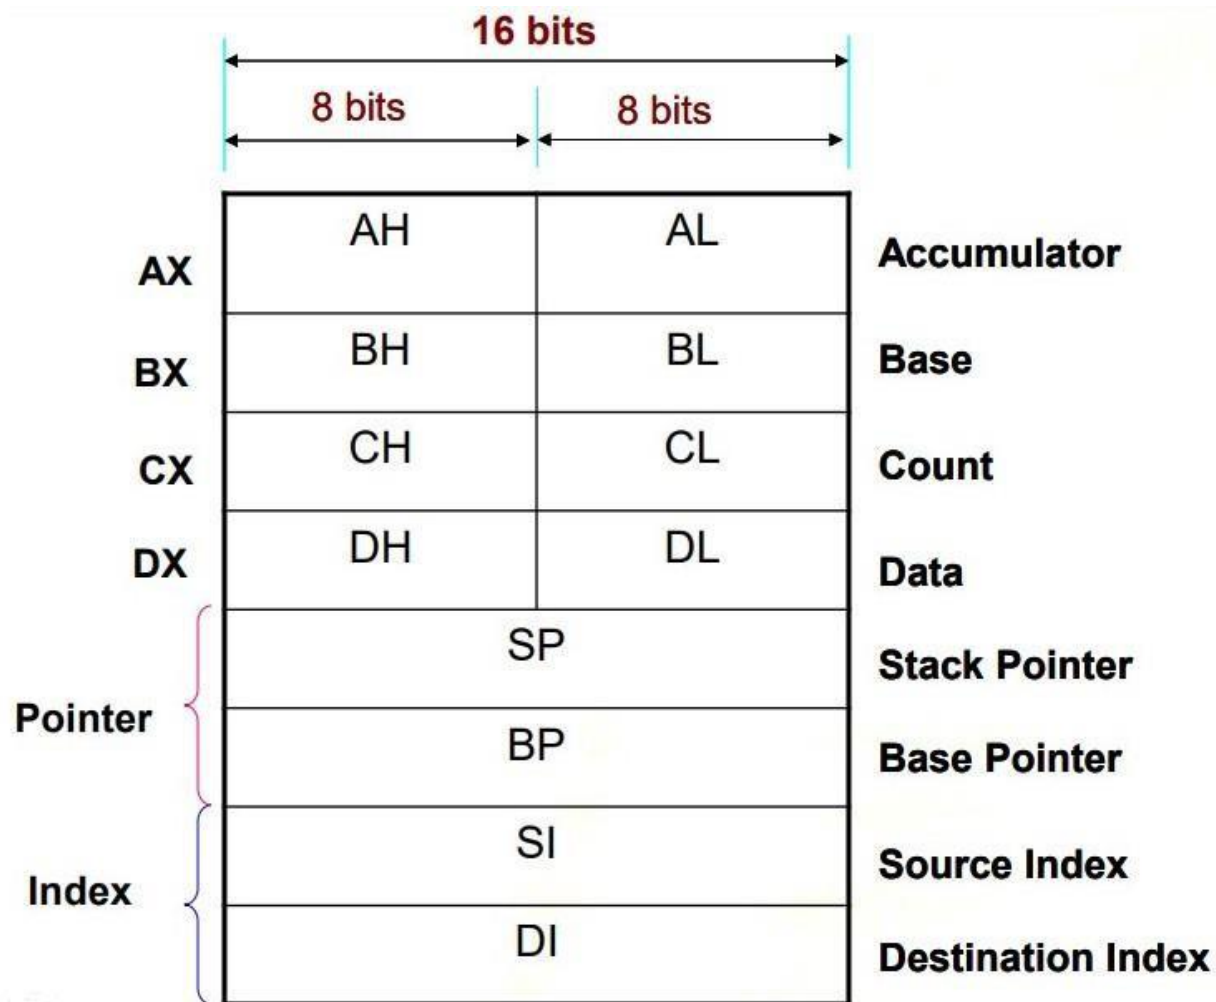 16 bits
8 bits 8 bits
AX AH AL Accumulator
BX BH BL Base
CX CH CL Count
DX DH DL Data
Pointer
SP Stack Pointer
BP Base Pointer
Index
SI Source Index
DI Destination Index